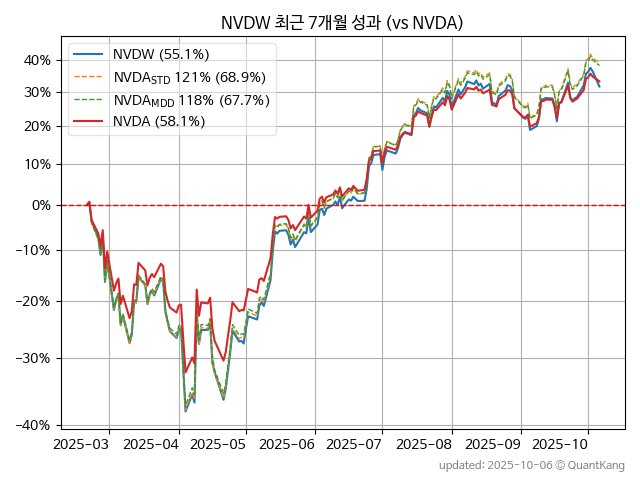 NVDW 최근 7개월 성과 (vs NVDA)
NVDW (55.1%)
NVDA_STD 121% (68.9%)
NVDA_MDD 118% (67.7%)
NVDA (58.1%)
40%
30%
20%
10%
0%
−10%
−20%
−30%
−40%
2025-03 2025-04 2025-05 2025-06 2025-07 2025-08 2025-09 2025-10
updated: 2025-10-06 © QuantKang